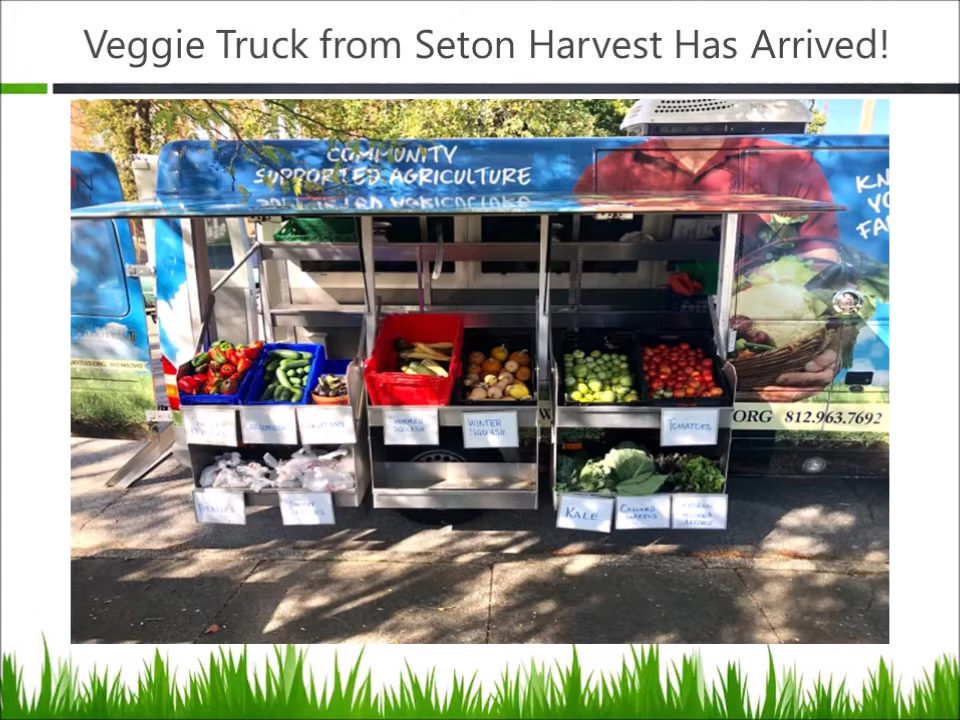 Veggie Truck from Seton Harvest Has Arrived!
COMMUNITY
SUPPORTED AGRICULTURE
KN
YO
FA
ORG 812.963.7692
SUMMER
SQUASH
WINTER
SQUASH
TOMATOES
KALE
COLLARD
GREENS